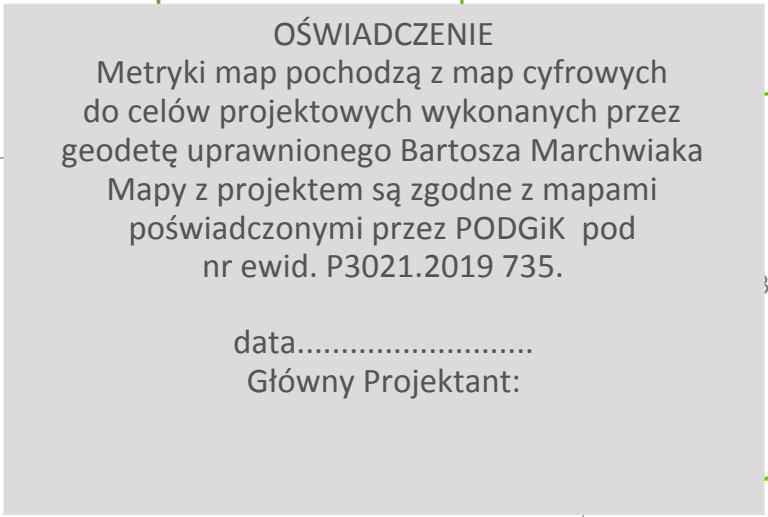 OŚWIADCZENIE
Metryki map pochodzą z map cyfrowych
do celów projektowych wykonanych przez
geodetę uprawnionego Bartosza Marchwiaka
Mapy z projektem są zgodne z mapami
poświadczonymi przez PODGiK pod
nr ewid. P3021.2019 735.
data...........................
Główny Projektant: